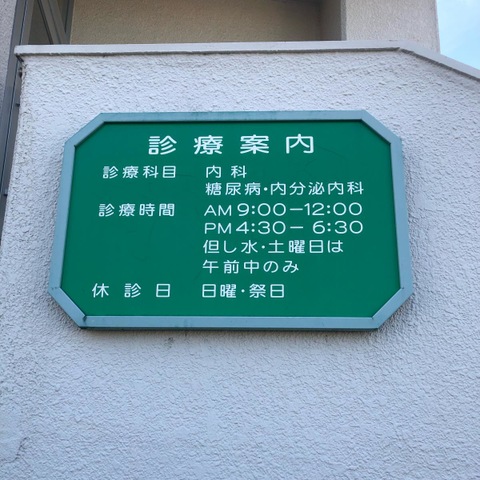 診療案内
診療科目 内科
糖尿病・内分泌内科
診療時間 AM 9:00－12:00
PM 4:30－6:30
但し水・土曜日は
午前中のみ
休診日 日曜・祭日